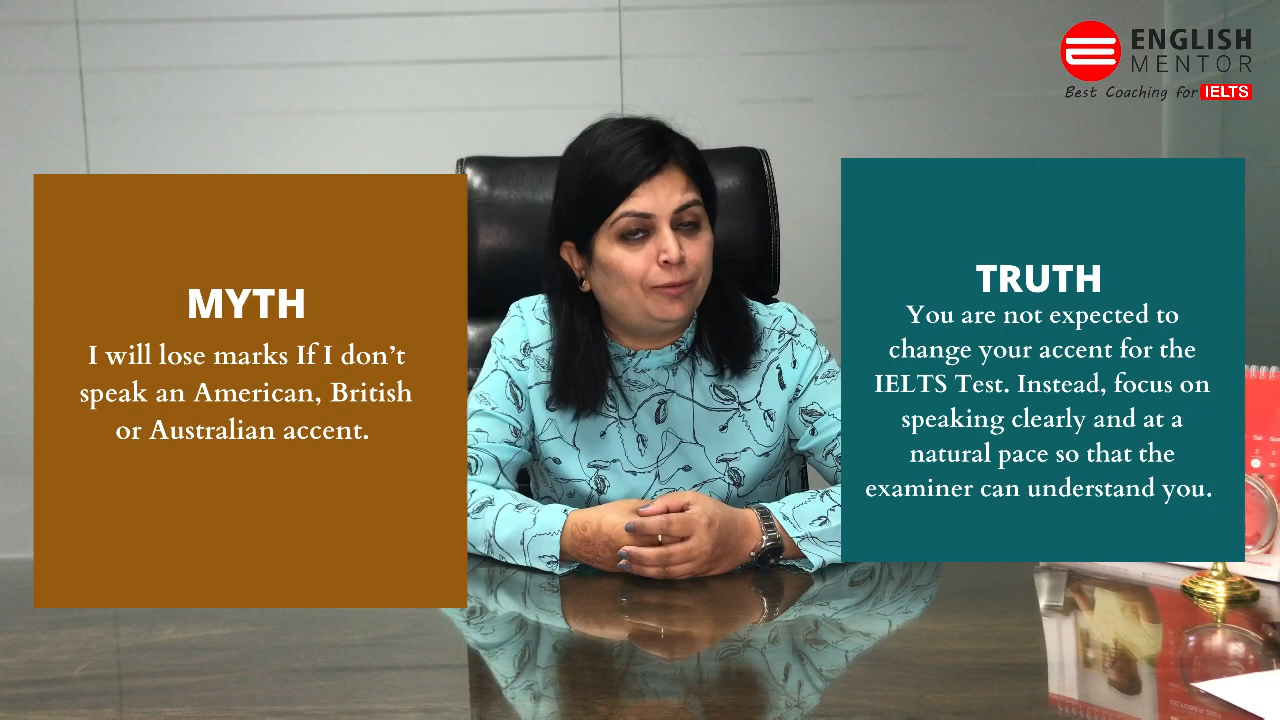 ENGLISH
MENTOR
Best Coaching for IELTS
MYTH
I will lose marks If I don't
speak an American, British
or Australian accent.
TRUTH
You are not expected to
change your accent for the
IELTS Test. Instead, focus on
speaking clearly and at a
natural pace so that the
examiner can understand you.